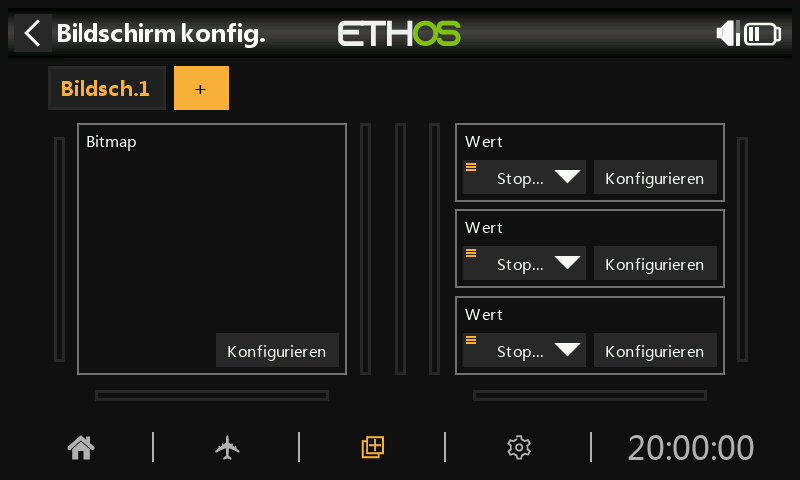 Bildschirm konfig.
ETHOS
Bildsch.1
+
Bitmap
Konfigurieren
Wert
Stop...
Konfigurieren
Wert
Stop...
Konfigurieren
Wert
Stop...
Konfigurieren
20:00:00